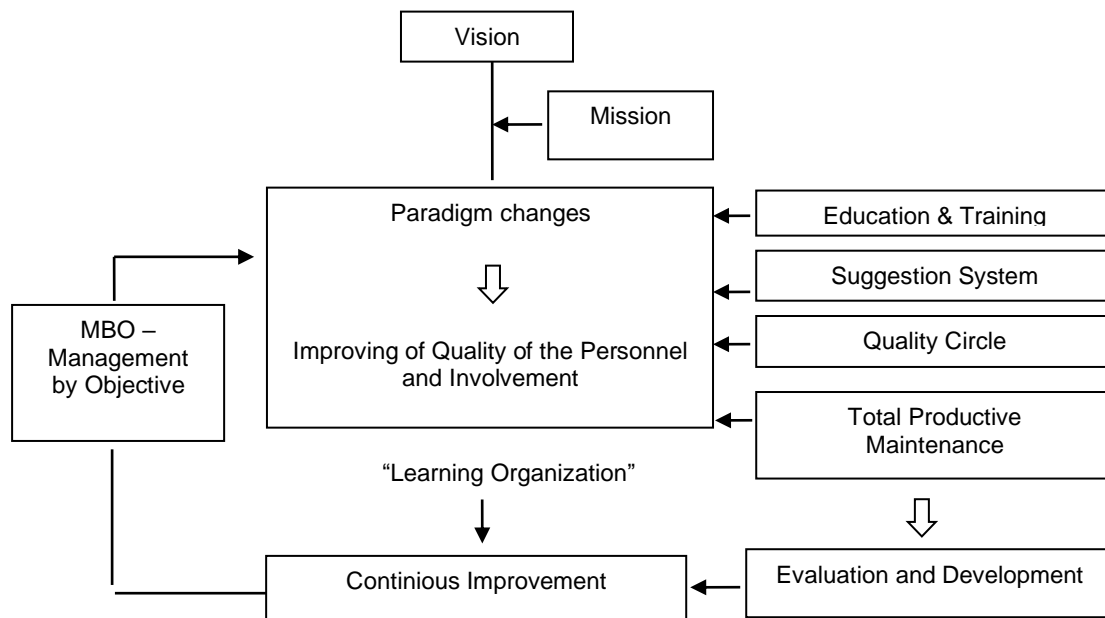 Vision
Mission
Paradigm changes
Education & Training
Suggestion System
MBO –
Management
by Objective
Improving of Quality of the Personnel
and Involvement
Quality Circle
Total Productive
Maintenance
“Learning Organization”
Continious Improvement
Evaluation and Development